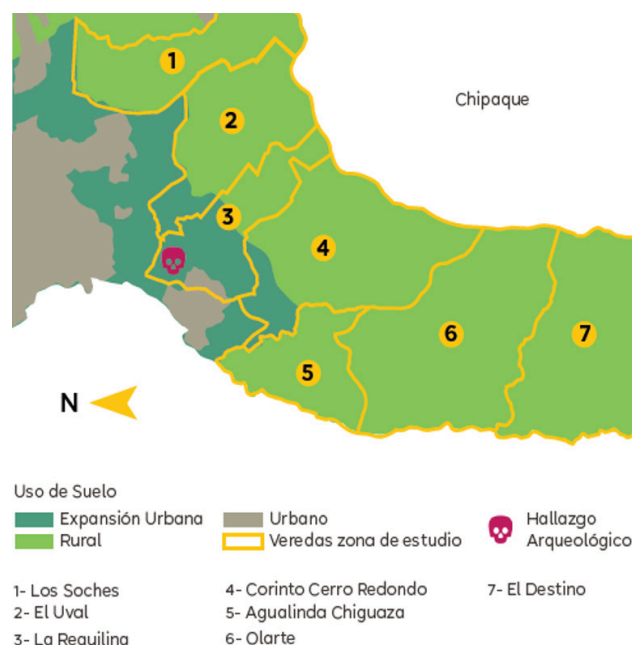 1
Chipaque
2
3
4
6
7
5
N
Uso de Suelo
Expansión Urbana
Urbano
Hallazgo
Rural
Veredas zona de estudio
Arqueológico
1- Los Soches
4- Corinto Cerro Redondo
7- El Destino
2- El Uval
5- Agualinda Chiguaza
3- La Requilina
6- Olarte